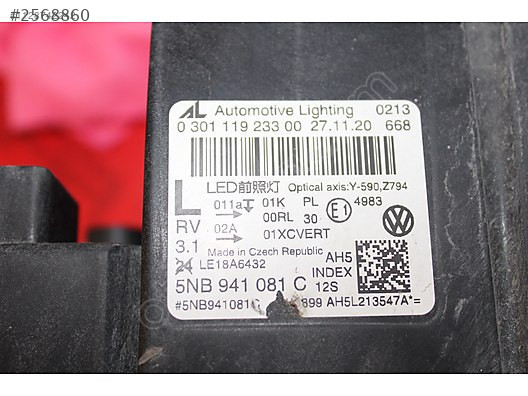 #2568860
AL Automotive Lighting 0213
0 301 119 233 00 27.11.20 668
L LED前照灯 Optical axis:Y-590,Z794
011a 01K PL E1 4983
00RL 30
RV 02A 01XCVERT
3.1 Made in Czech Republic AH5
24 LE18A6432 INDEX
5NB 941 081 C 12S
#5NB941081C 899 AH5L213547A*=